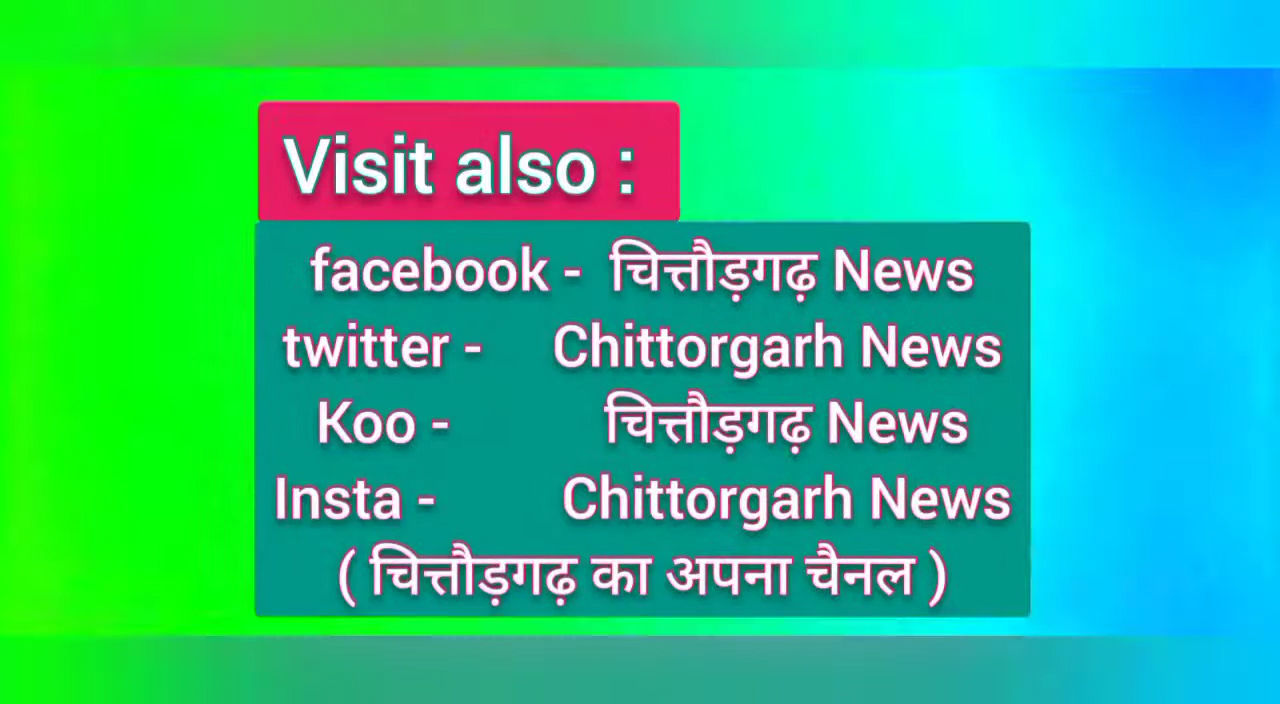 Visit also :
facebook - चित्तौड़गढ़ News
twitter - Chittorgarh News
Koo - चित्तौड़गढ़ News
Insta - Chittorgarh News
( चित्तौड़गढ़ का अपना चैनल )